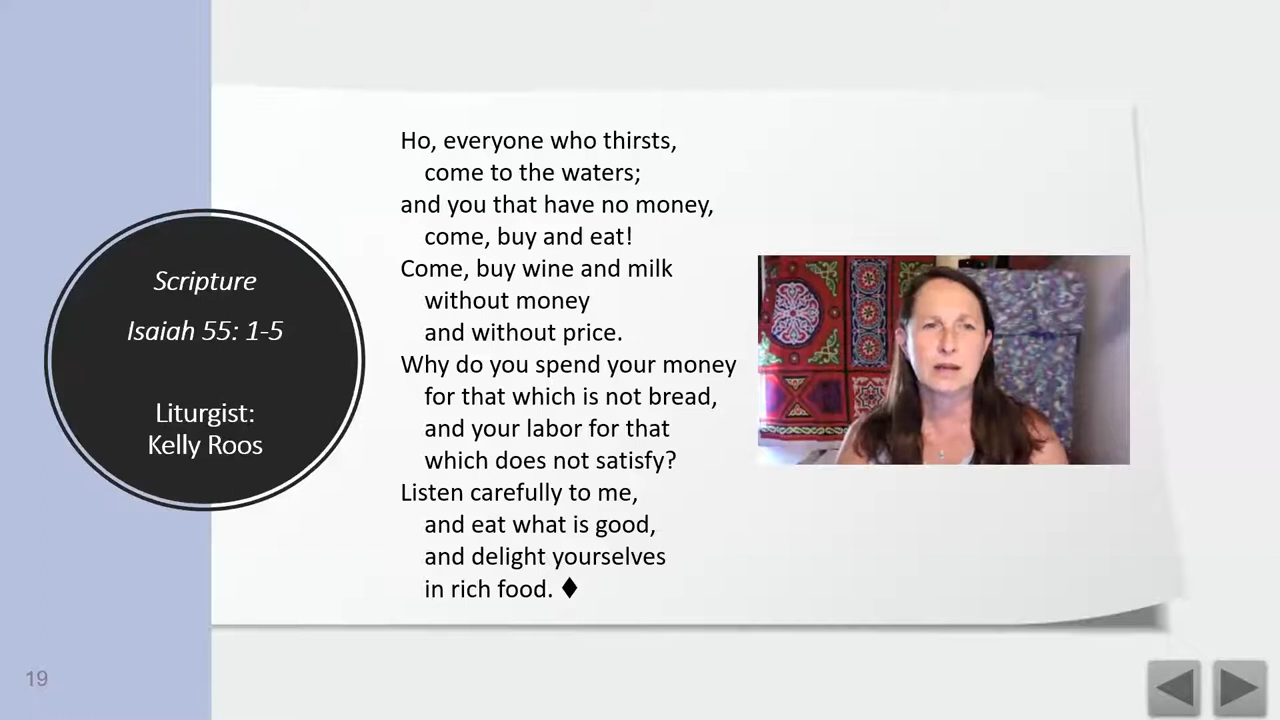 Scripture
Isaiah 55: 1-5
Liturgist:
Kelly Roos
Ho, everyone who thirsts,
come to the waters;
and you that have no money,
come, buy and eat!
Come, buy wine and milk
without money
and without price.
Why do you spend your money
for that which is not bread,
and your labor for that
which does not satisfy?
Listen carefully to me,
and eat what is good,
and delight yourselves
in rich food. ♦
19